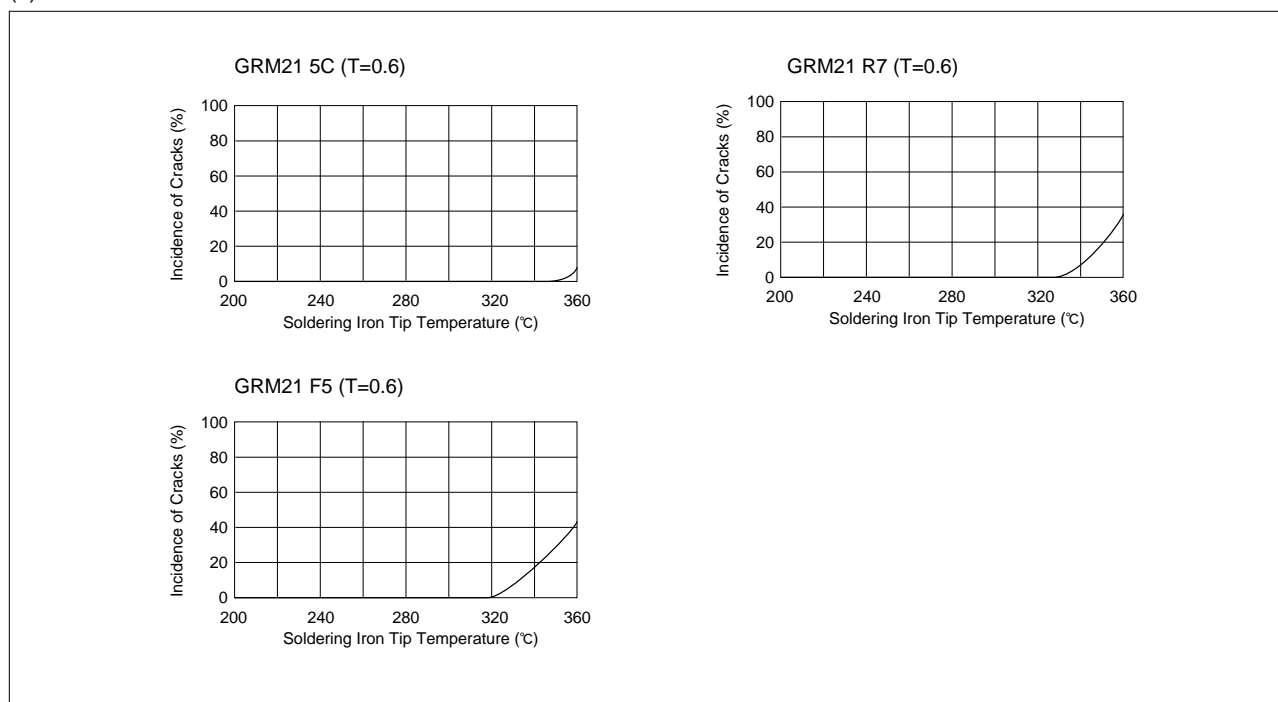 GRM21 5C (T=0.6)
Incidence of Cracks (%)
100
80
60
40
20
0
200 240 280 320 360
Soldering Iron Tip Temperature (℃)
GRM21 R7 (T=0.6)
Incidence of Cracks (%)
100
80
60
40
20
0
200 240 280 320 360
Soldering Iron Tip Temperature (℃)
GRM21 F5 (T=0.6)
Incidence of Cracks (%)
100
80
60
40
20
0
200 240 280 320 360
Soldering Iron Tip Temperature (℃)